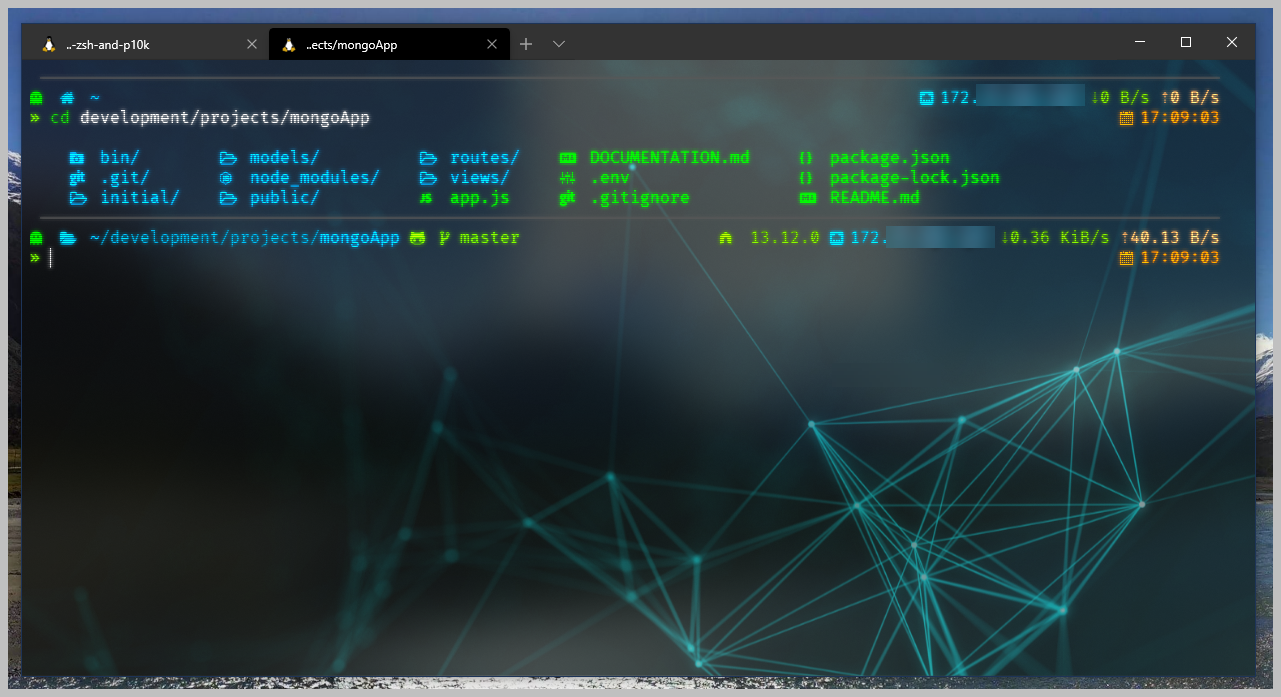 ..-zsh-and-p10k
..ects/mongoApp
~ 172. ↓0 B/s ↑0 B/s
» cd development/projects/mongoApp 17:09:03
bin/ models/ routes/ DOCUMENTATION.md package.json
.git/ node_modules/ views/ .env package-lock.json
initial/ public/ app.js .gitignore README.md
~/development/projects/mongoApp master 13.12.0 172. ↓0.36 KiB/s ↑40.13 B/s
» 17:09:03